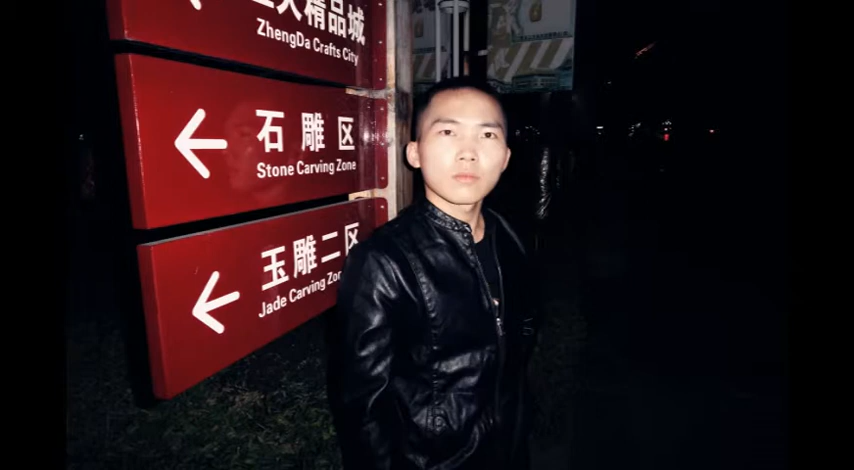 大精品城
ZhengDa Crafts City
石雕区
Stone Carving Zone
玉雕二区
Jade Carving Zone